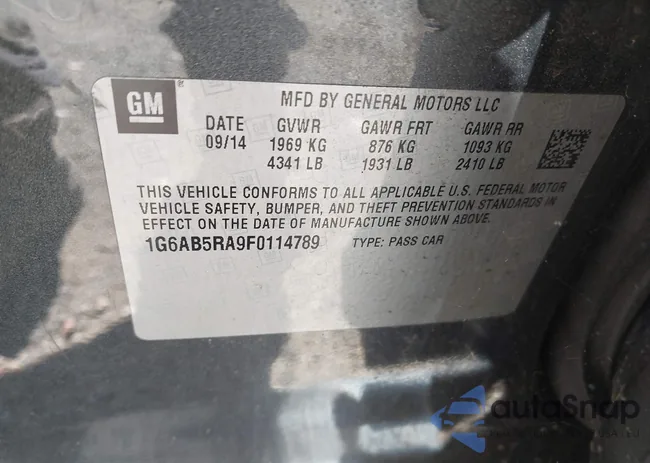 GM
MFD BY GENERAL MOTORS LLC
DATE GVWR GAWR FRT GAWR RR
09/14 1969 KG 876 KG 1093 KG
4341 LB 1931 LB 2410 LB
THIS VEHICLE CONFORMS TO ALL APPLICABLE U.S. FEDERAL MOTOR
VEHICLE SAFETY, BUMPER, AND THEFT PREVENTION STANDARDS IN
EFFECT ON THE DATE OF MANUFACTURE SHOWN ABOVE.
1G6AB5RA9F0114789 TYPE: PASS CAR
autoSnap